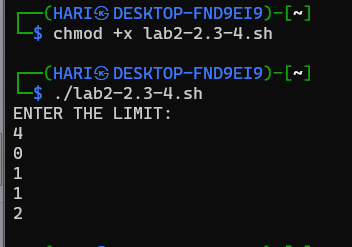 ┌──(HARI㉿DESKTOP-FND9EI9)-[~]
└─$ chmod +x lab2-2.3-4.sh
┌──(HARI㉿DESKTOP-FND9EI9)-[~]
└─$ ./lab2-2.3-4.sh
ENTER THE LIMIT:
4
0
1
1
2